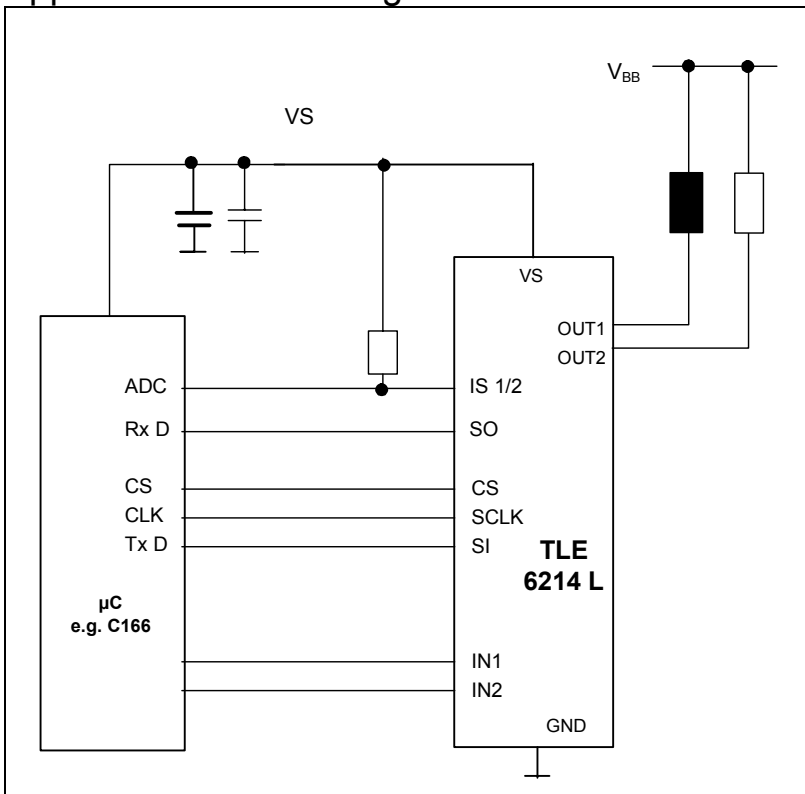 V_BB
VS
VS
OUT1
OUT2
ADC IS 1/2
Rx D SO
CS CS
CLK SCLK
Tx D SI
TLE
6214 L
µC
e.g. C166
IN1
IN2
GND